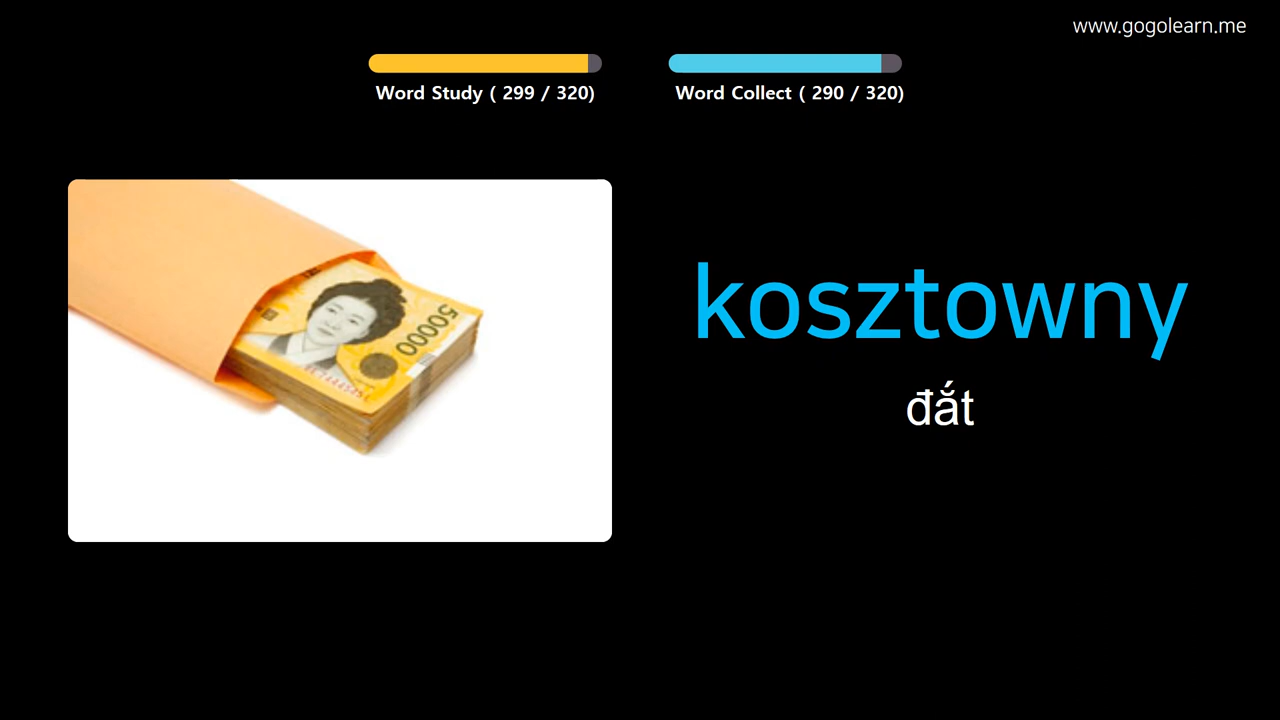 www.gogolearn.me
Word Study ( 299 / 320)
Word Collect ( 290 / 320)
50000
kosztowny
đắt